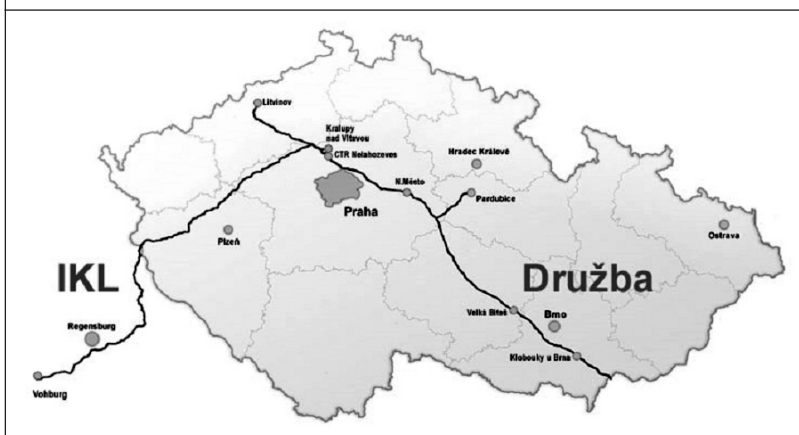 Litvínov
Kralupy
nad Vltavou
CTR Nelahozeves
Hradec Králové
N.Město
Pardubice
Praha
Plzeň
Ostrava
IKL
Družba
Regensburg
Velká Bíteš
Brno
Klobouky u Brna
Vohburg